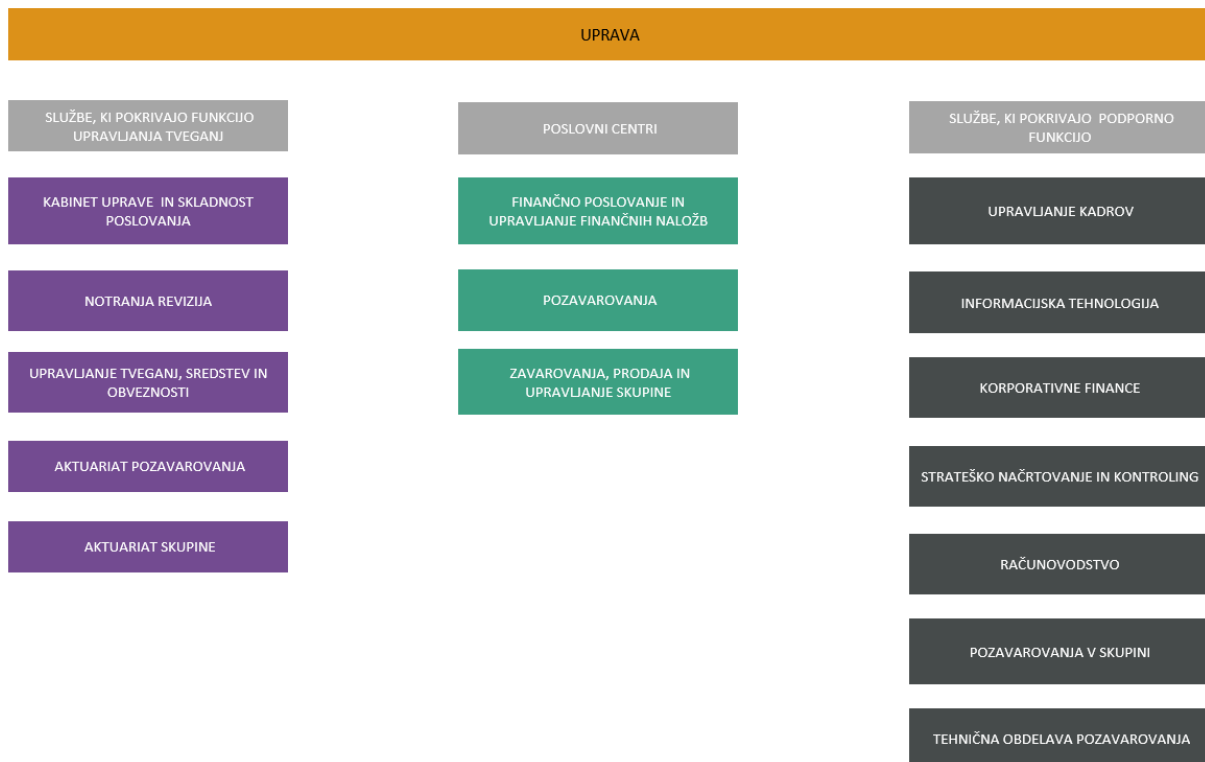 UPRAVA
SLUŽBE, KI POKRIVAJO FUNKCIJO
UPRAVLJANJA TVEGANJ
KABINET UPRAVE IN SKLADNOST
POSLOVANJA
NOTRANJA REVIZIJA
UPRAVLJANJE TVEGANJ, SREDSTEV IN
OBVEZNOSTI
AKTUARIAT POZAVAROVANJA
AKTUARIAT SKUPINE
POSLOVNI CENTRI
FINANČNO POSLOVANJE IN
UPRAVLJANJE FINANČNIH NALOŽB
POZAVAROVANJA
ZAVAROVANJA, PRODAJA IN
UPRAVLJANJE SKUPINE
SLUŽBE, KI POKRIVAJO PODPORNO
FUNKCIJO
UPRAVLJANJE KADROV
INFORMACIJSKA TEHNOLOGIJA
KORPORATIVNE FINANCE
STRATEŠKO NAČRTOVANJE IN KONTROLING
RAČUNOVODSTVO
POZAVAROVANJA V SKUPINI
TEHNIČNA OBDELAVA POZAVAROVANJA